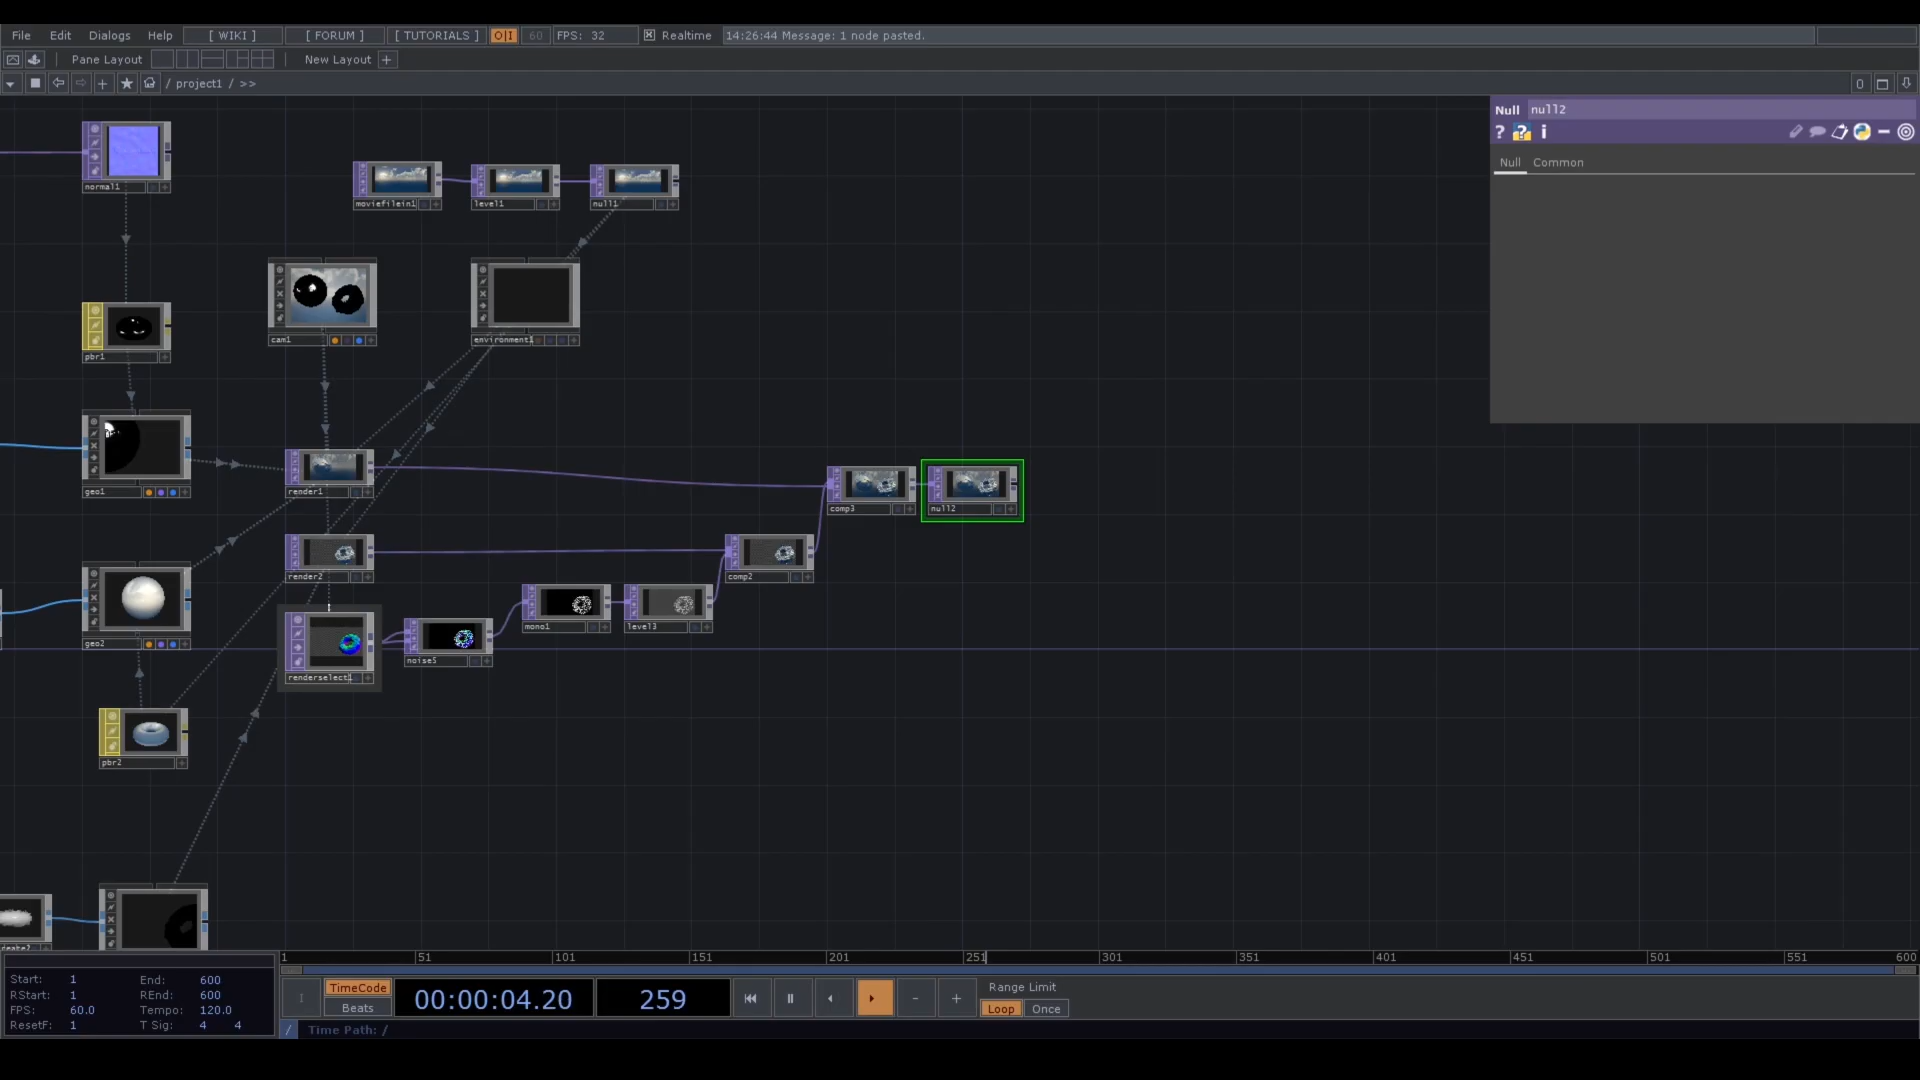 File Edit Dialogs Help [ WIKI ] [ FORUM ] [ TUTORIALS ] O|I 60 FPS: 32 Realtime 14:26:44 Message: 1 node pasted.
Pane Layout New Layout +
/ project1 / >> 0
Null null2
? ? i
Null Common
normal1
moviefilein1 level1 null1
cam1 environment1
pbr1
geo1 render1
comp3 null2
render2 comp2
geo2
mono1 level3
renderselect1 noise5
pbr2
1 51 101 151 201 251 301 351 401 451 501 551 600
Start: 1 End: 600
RStart: 1 REnd: 600
FPS: 60.0 Tempo: 120.0
ResetF: 1 T Sig: 4 4
TimeCode
Beats
00:00:04.20 259
- +
Range Limit
Loop Once
/ Time Path: /